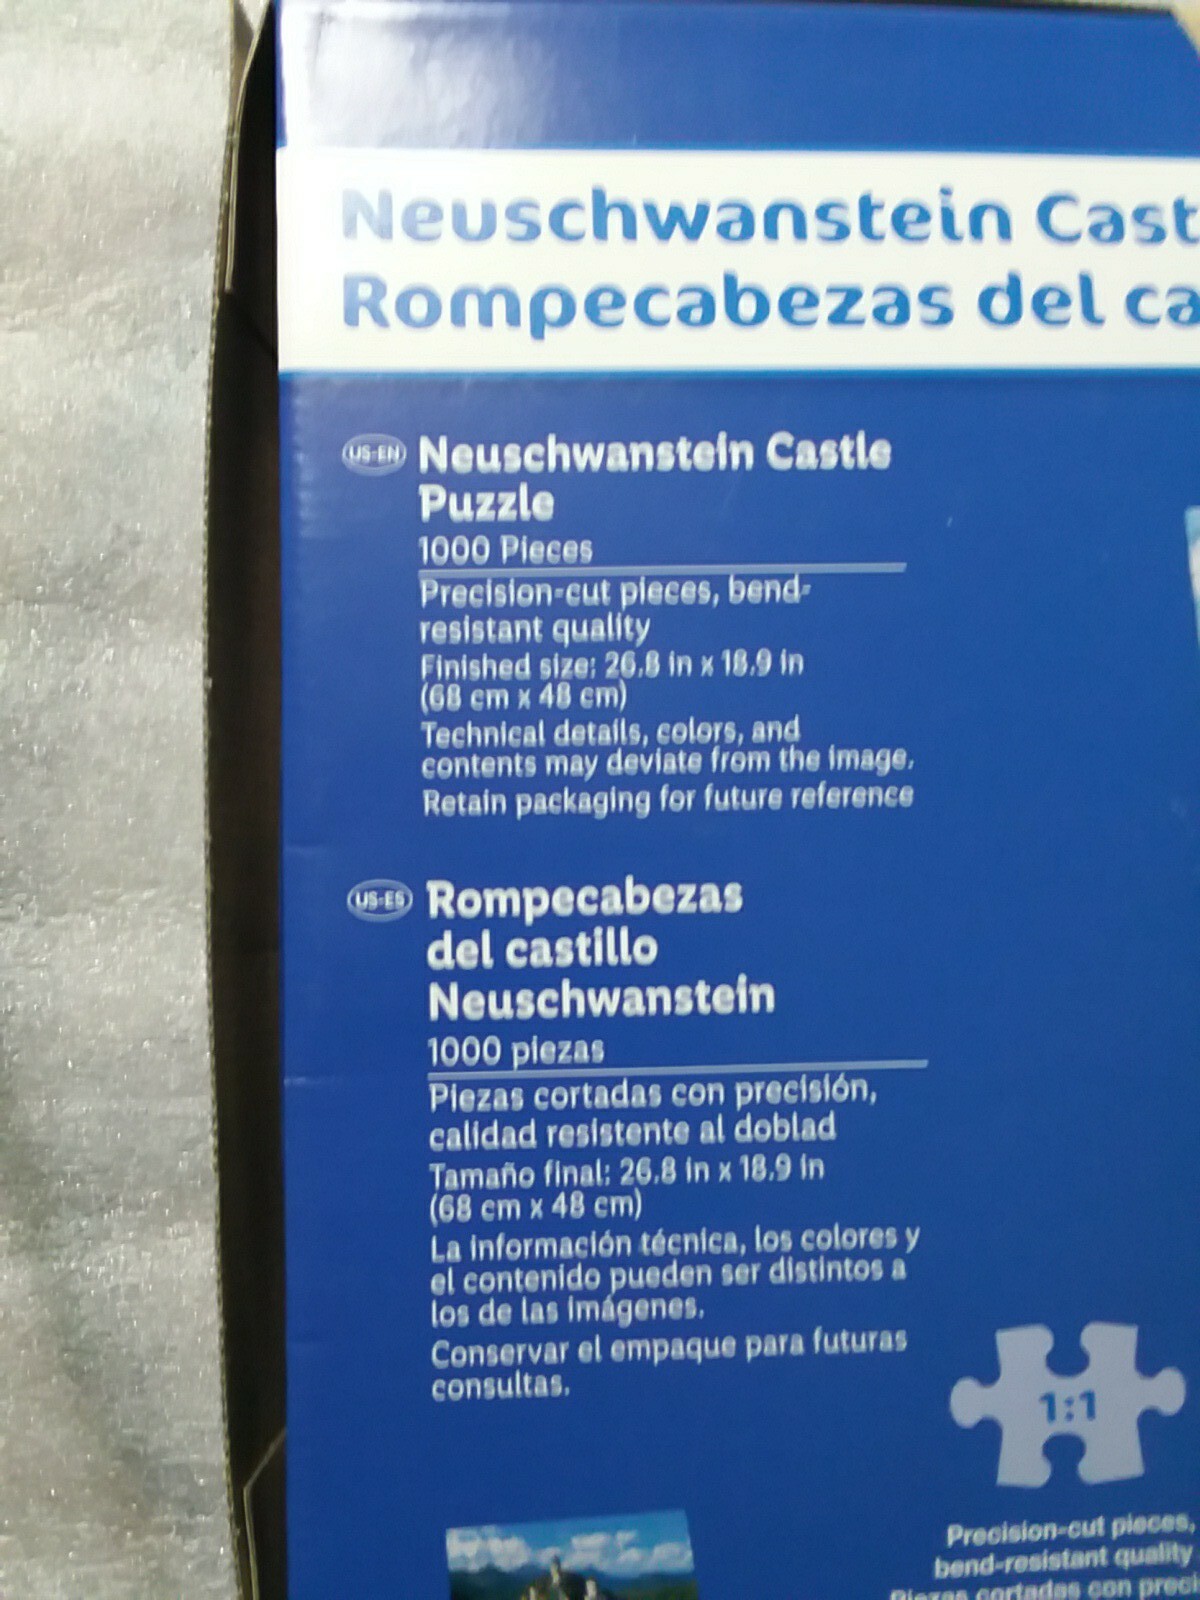 Neuschwanstein Cast
Rompecabezas del ca
US-EN
Neuschwanstein Castle
Puzzle
1000 Pieces
Precision-cut pieces, bend-
resistant quality
Finished size: 26.8 in x 18.9 in
(68 cm x 48 cm)
Technical details, colors, and
contents may deviate from the image.
Retain packaging for future reference
US-ES
Rompecabezas
del castillo
Neuschwanstein
1000 piezas
Piezas cortadas con precisión,
calidad resistente al doblad
Tamaño final: 26.8 in x 18.9 in
(68 cm x 48 cm)
La información técnica, los colores y
el contenido pueden ser distintos a
los de las imágenes.
Conservar el empaque para futuras
consultas.
1:1
Precision-cut pieces,
bend-resistant quality
Piezas cortadas con preci